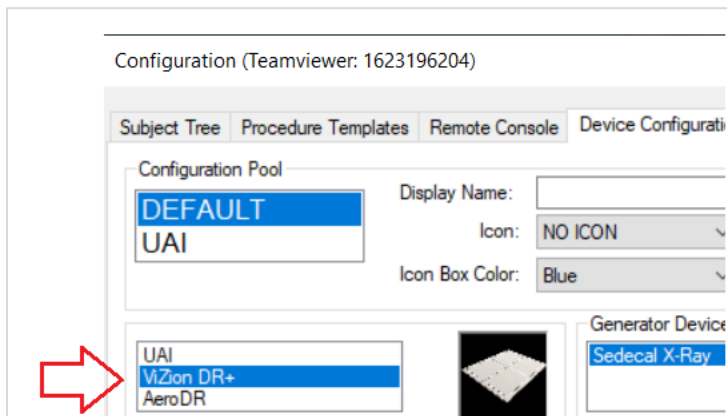 Configuration (Teamviewer: 1623196204)
Subject Tree Procedure Templates Remote Console Device Configurati
Configuration Pool
DEFAULT
UAI
Display Name:
Icon: NO ICON
Icon Box Color: Blue
UAI
ViZion DR+
AeroDR
Generator Device
Sedecal X-Ray